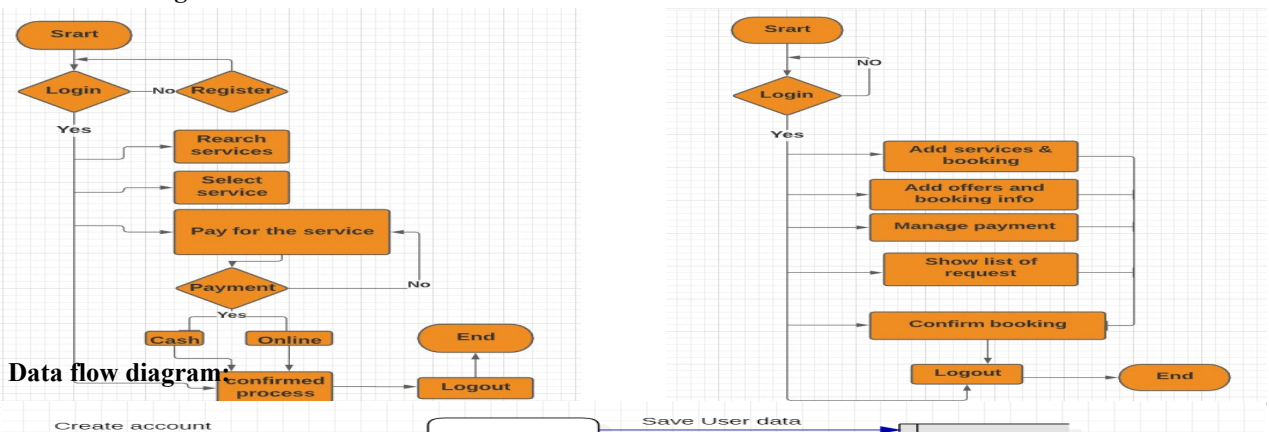 Srart
Login
No
Register
Yes
Rearch
services
Select
service
Pay for the service
Payment
No
Yes
Cash
Online
End
confirmed
process
Logout
Srart
NO
Login
Yes
Add services &
booking
Add offers and
booking info
Manage payment
Show list of
request
Confirm booking
Logout
End
Data flow diagram:
Create account
Save User data